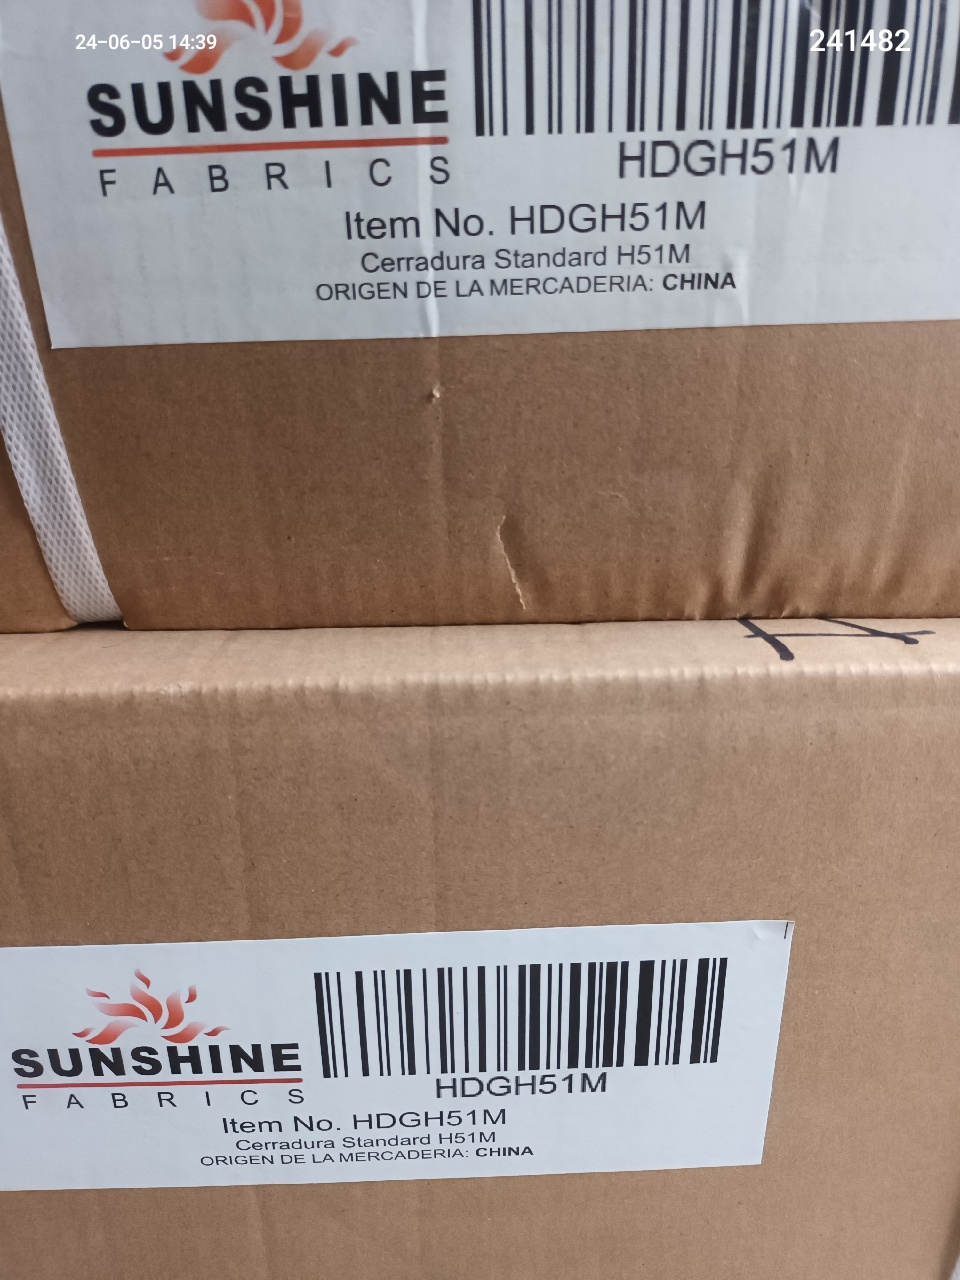 24-06-05 14:39
241482
SUNSHINE
FABRICS
HDGH51M
Item No. HDGH51M
Cerradura Standard H51M
ORIGEN DE LA MERCADERIA: CHINA
SUNSHINE
FABRICS
HDGH51M
Item No. HDGH51M
Cerradura Standard H51M
ORIGEN DE LA MERCADERIA: CHINA